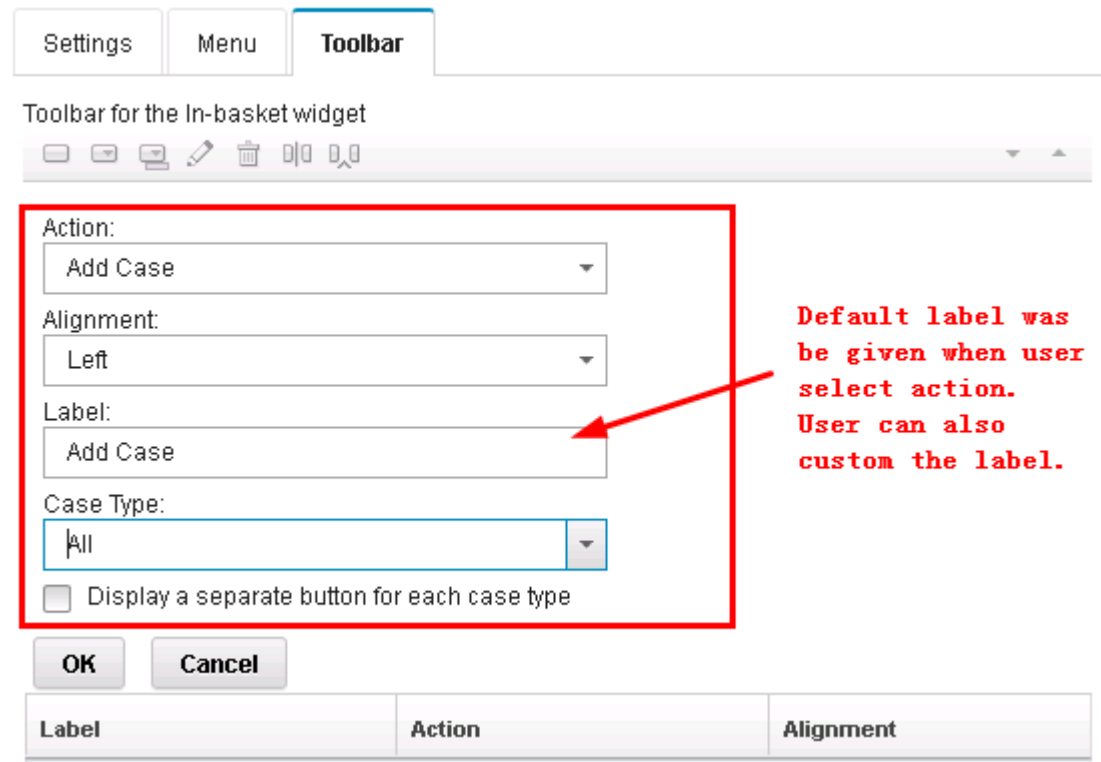 Settings Menu Toolbar
Toolbar for the In-basket widget
Action:
Add Case
Alignment:
Left
Label:
Add Case
Case Type:
All
Display a separate button for each case type
Default label was
be given when user
select action.
User can also
custom the label.
OK Cancel
Label Action Alignment